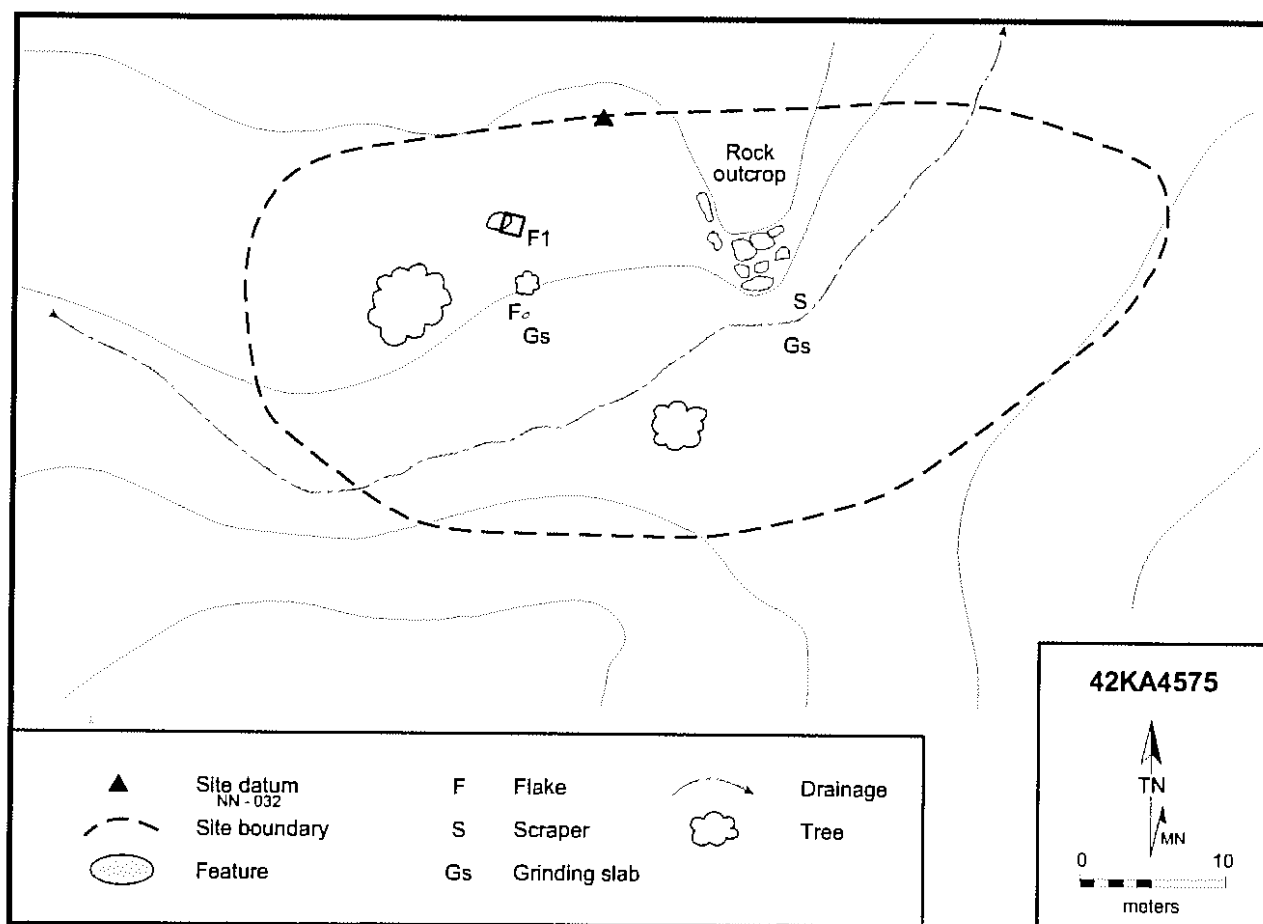 Rock
outcrop
F1
F
Gs
S
Gs
42KA4575
TN
MN
0 10
meters
Site datum
NN - 032
Site boundary
Feature
F Flake
S Scraper
Gs Grinding slab
Drainage
Tree